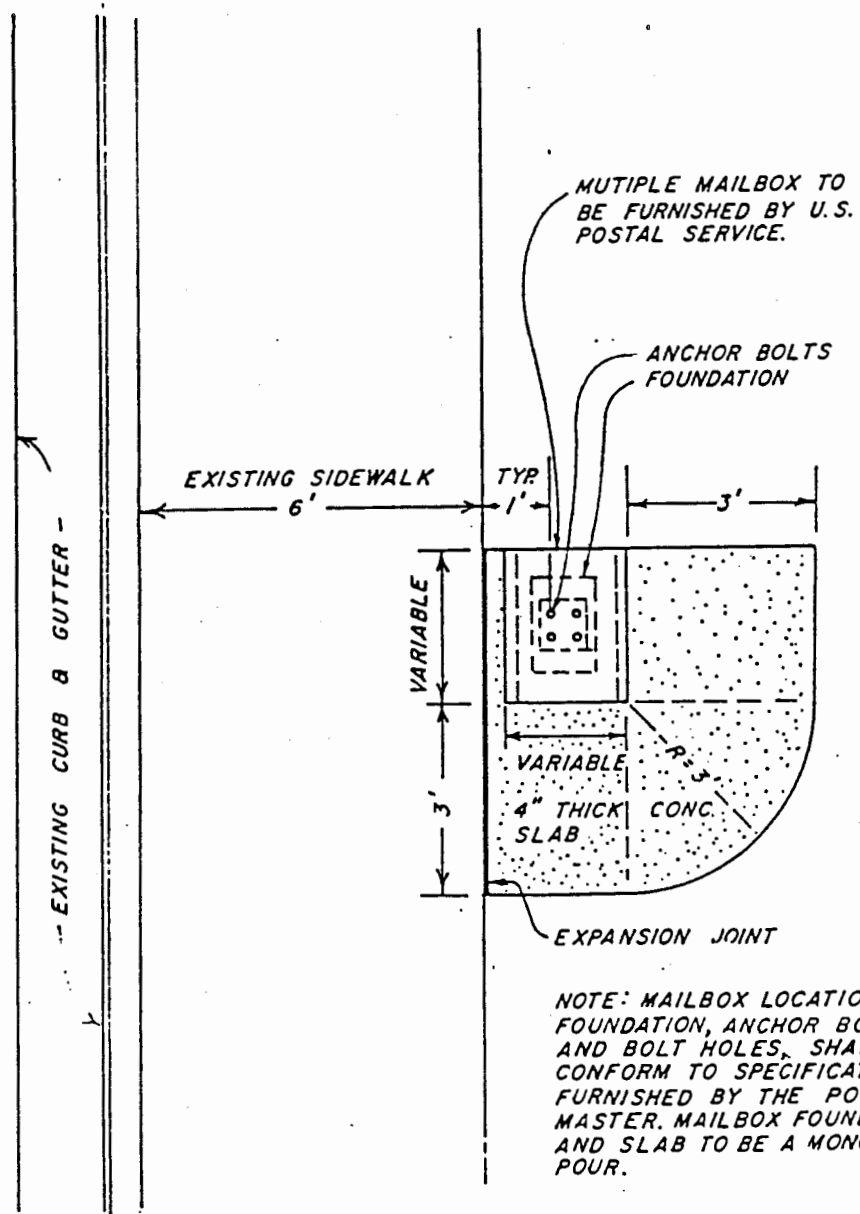 MUTIPLE MAILBOX TO
BE FURNISHED BY U.S.
POSTAL SERVICE.
ANCHOR BOLTS
FOUNDATION
EXISTING SIDEWALK
6'
TYP.
1'
3'
VARIABLE
3'
VARIABLE
R=3'
4" THICK CONC.
SLAB
EXISTING CURB & GUTTER
EXPANSION JOINT
NOTE: MAILBOX LOCATIO
FOUNDATION, ANCHOR BO
AND BOLT HOLES, SHA
CONFORM TO SPECIFICAT
FURNISHED BY THE PO
MASTER. MAILBOX FOUND
AND SLAB TO BE A MONO
POUR.